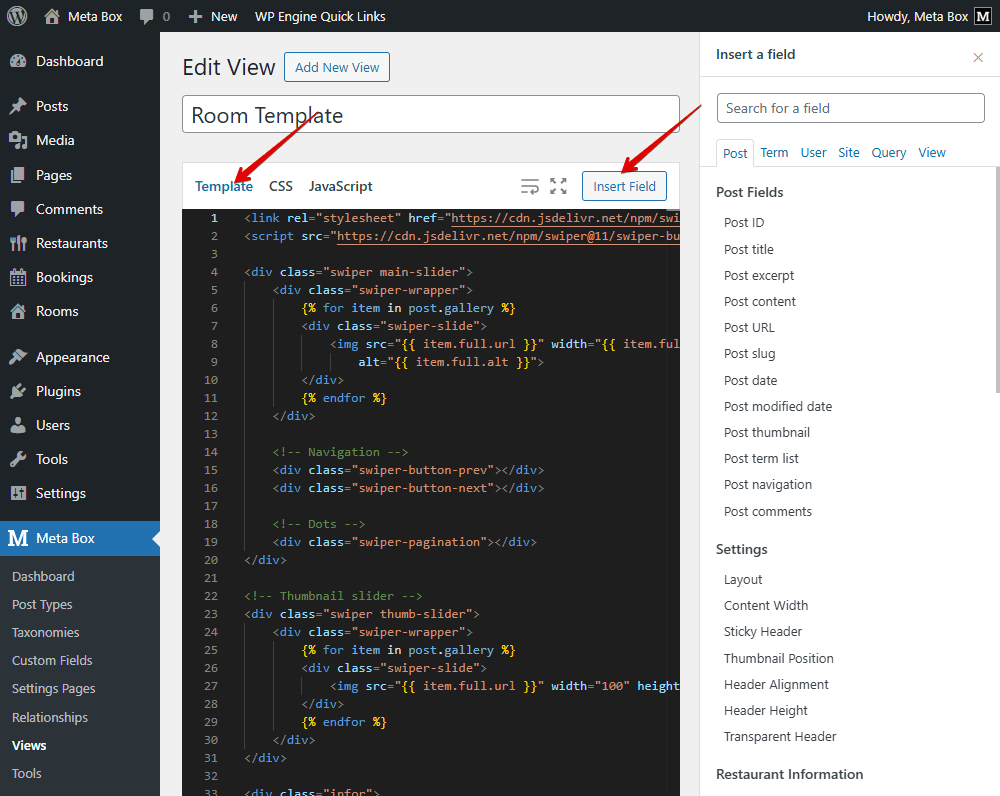 Meta Box 0 New WP Engine Quick Links Howdy, Meta Box M
Dashboard
Posts
Media
Pages
Comments
Restaurants
Bookings
Rooms
Appearance
Plugins
Users
Tools
Settings
M Meta Box
Dashboard
Post Types
Taxonomies
Custom Fields
Settings Pages
Relationships
Views
Tools
Edit View Add New View
Room Template
Template CSS JavaScript Insert Field
1 <link rel="stylesheet" href="https://cdn.jsdelivr.net/npm/swi
2 <script src="https://cdn.jsdelivr.net/npm/swiper@11/swiper-bu
3
4 <div class="swiper main-slider">
5 <div class="swiper-wrapper">
6 {% for item in post.gallery %}
7 <div class="swiper-slide">
8 <img src="{{ item.full.url }}" width="{{ item.ful
9 alt="{{ item.full.alt }}">
10 </div>
11 {% endfor %}
12 </div>
13
14 <!-- Navigation -->
15 <div class="swiper-button-prev"></div>
16 <div class="swiper-button-next"></div>
17
18 <!-- Dots -->
19 <div class="swiper-pagination"></div>
20 </div>
21
22 <!-- Thumbnail slider -->
23 <div class="swiper thumb-slider">
24 <div class="swiper-wrapper">
25 {% for item in post.gallery %}
26 <div class="swiper-slide">
27 <img src="{{ item.full.url }}" width="100" height
28 </div>
29 {% endfor %}
30 </div>
31 </div>
32
33 <div class="infor">
Insert a field
Search for a field
Post Term User Site Query View
Post Fields
Post ID
Post title
Post excerpt
Post content
Post URL
Post slug
Post date
Post modified date
Post thumbnail
Post term list
Post navigation
Post comments
Settings
Layout
Content Width
Sticky Header
Thumbnail Position
Header Alignment
Header Height
Transparent Header
Restaurant Information